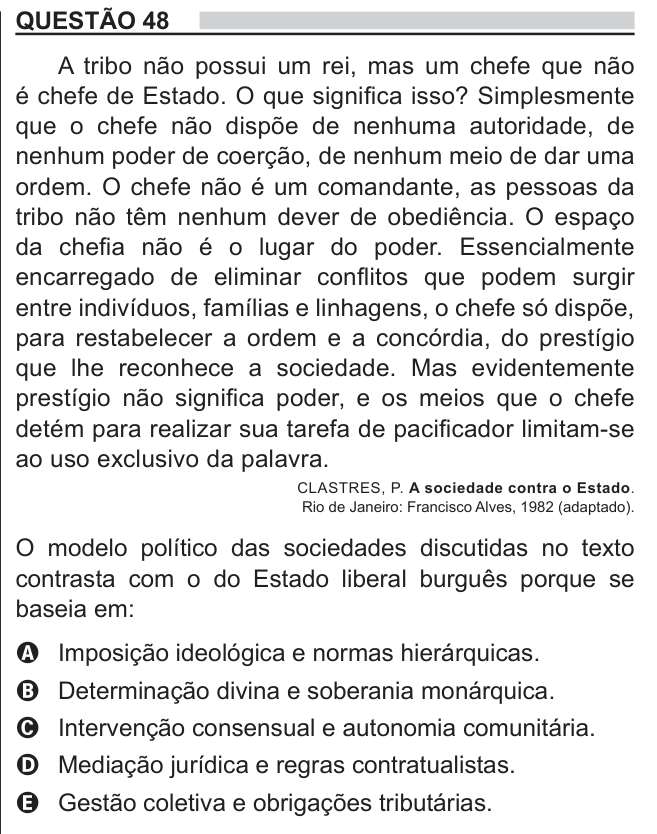 QUESTÃO 48
A tribo não possui um rei, mas um chefe que não
é chefe de Estado. O que significa isso? Simplesmente
que o chefe não dispõe de nenhuma autoridade, de
nenhum poder de coerção, de nenhum meio de dar uma
ordem. O chefe não é um comandante, as pessoas da
tribo não têm nenhum dever de obediência. O espaço
da chefia não é o lugar do poder. Essencialmente
encarregado de eliminar conflitos que podem surgir
entre indivíduos, famílias e linhagens, o chefe só dispõe,
para restabelecer a ordem e a concórdia, do prestígio
que lhe reconhece a sociedade. Mas evidentemente
prestígio não significa poder, e os meios que o chefe
detém para realizar sua tarefa de pacificador limitam-se
ao uso exclusivo da palavra.
CLASTRES, P. A sociedade contra o Estado.
Rio de Janeiro: Francisco Alves, 1982 (adaptado).
O modelo político das sociedades discutidas no texto
contrasta com o do Estado liberal burguês porque se
baseia em:
A Imposição ideológica e normas hierárquicas.
B Determinação divina e soberania monárquica.
C Intervenção consensual e autonomia comunitária.
D Mediação jurídica e regras contratualistas.
E Gestão coletiva e obrigações tributárias.